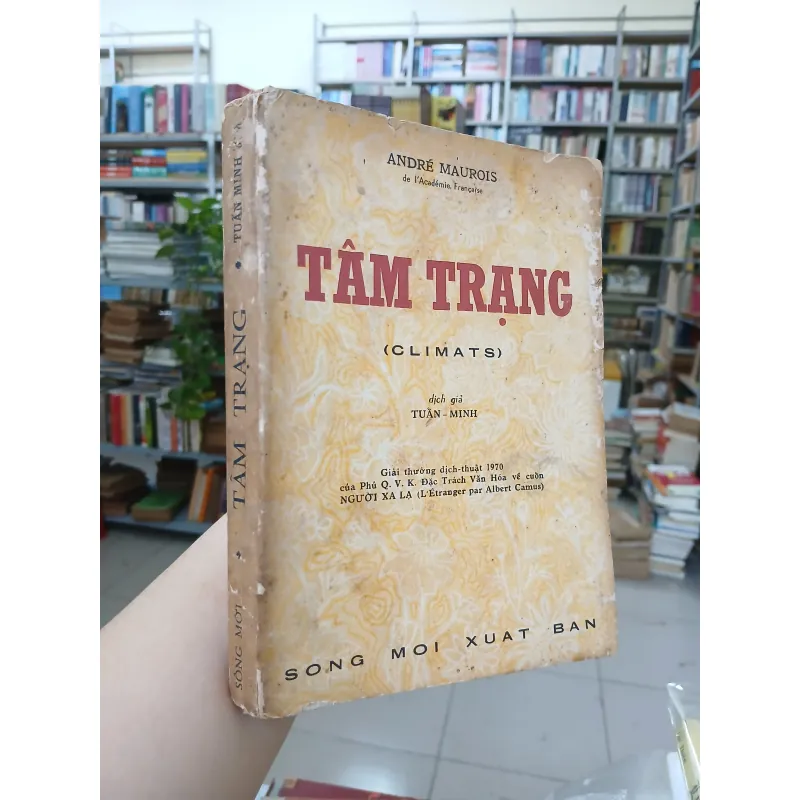 ANDRÉ MAUROIS
de l'Académie Française
TÂM TRẠNG
(CLIMATS)
dịch giả
TUẤN-MINH
Giải thưởng dịch-thuật 1970
của Phủ Q. V. K. Đặc Trách Văn Hóa về cuốn
NGƯỜI XA LẠ (L'Étranger par Albert Camus)
SONG MOI XUAT BAN
SỐNG MỚI • TÂM TRẠNG • TUẤN MINH